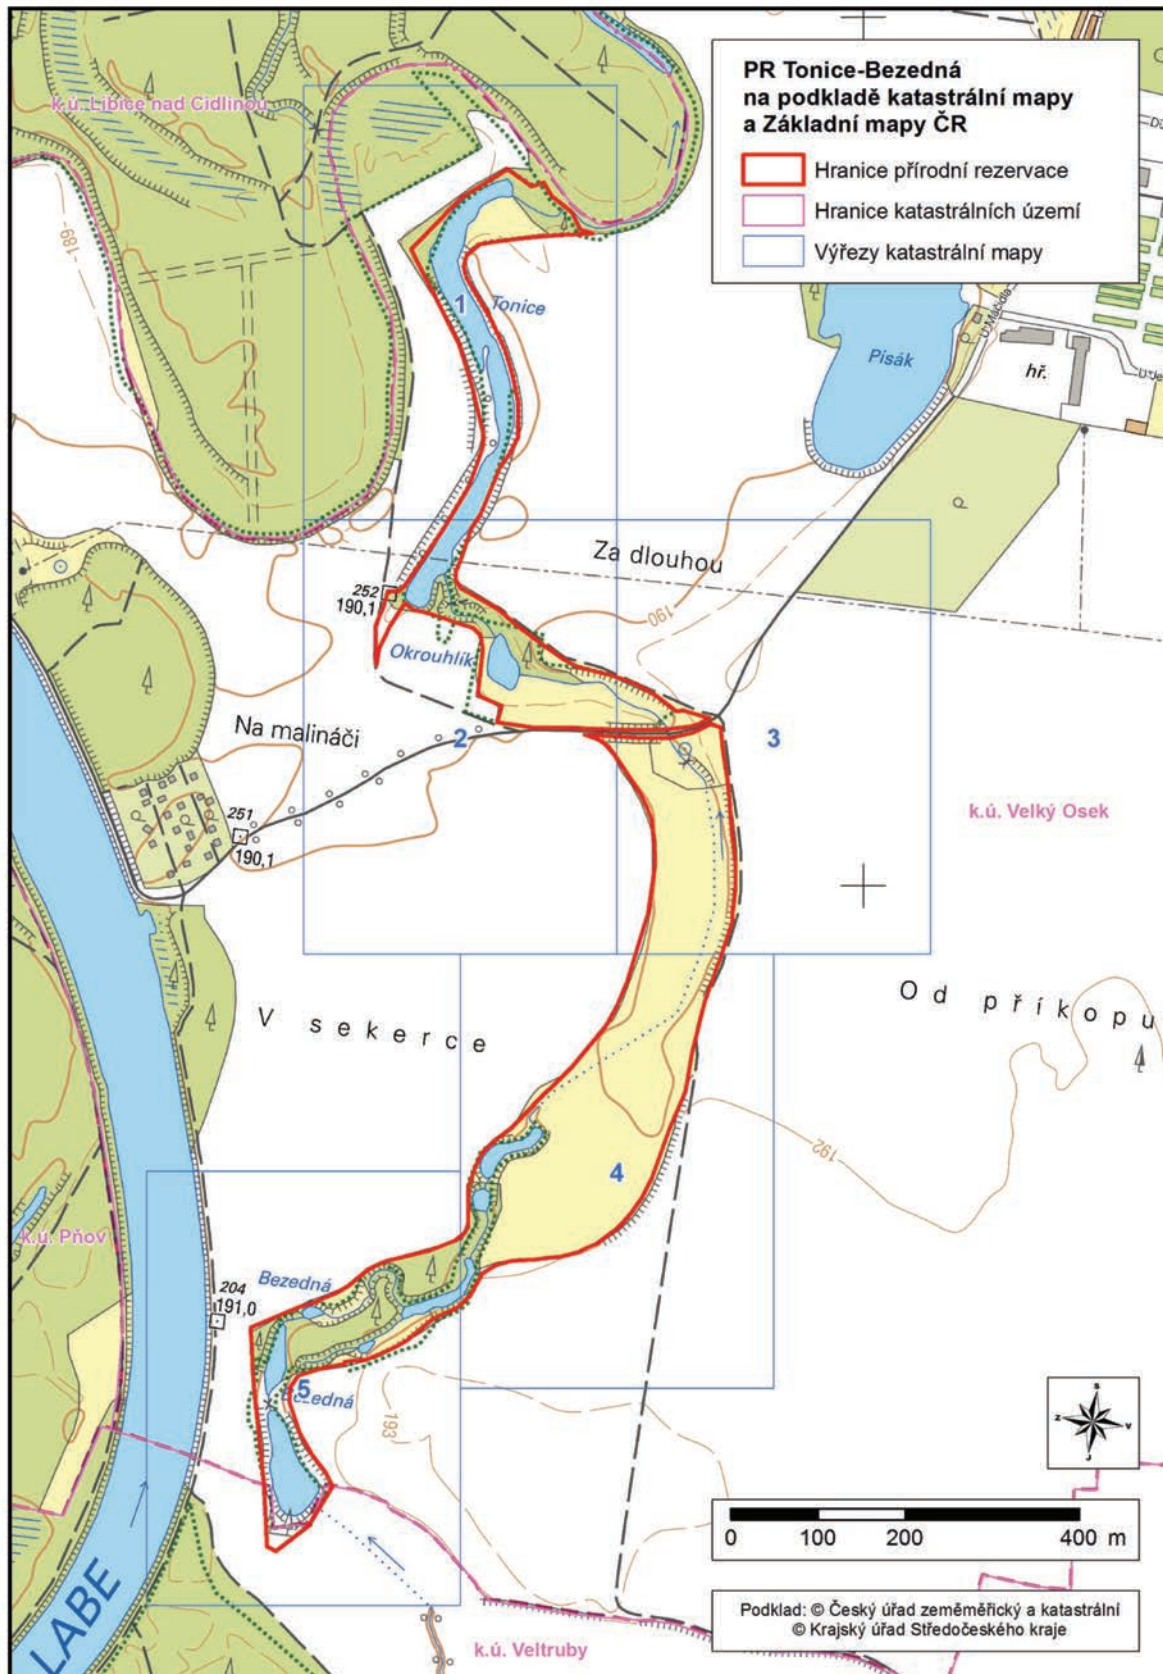 PR Tonice-Bezedná
na podkladě katastrální mapy
a Základní mapy ČR
Hranice přírodní rezervace
Hranice katastrálních území
Výřezy katastrální mapy
k.ú. Libice nad Cidlinou
-189-
1
Tonice
Písák
U Máčidla
hř.
Za dlouhou
252
190,1
190
Okrouhlík
Na malináči
2
3
251
190,1
k.ú. Velký Osek
V sekerce
Od příkopu
192
4
k.ú. Pňov
204
191,0
Bezedná
5
193
LABE
S
Z
V
J
0 100 200 400 m
Podklad: © Český úřad zeměměřický a katastrální
© Krajský úřad Středočeského kraje
k.ú. Veltruby